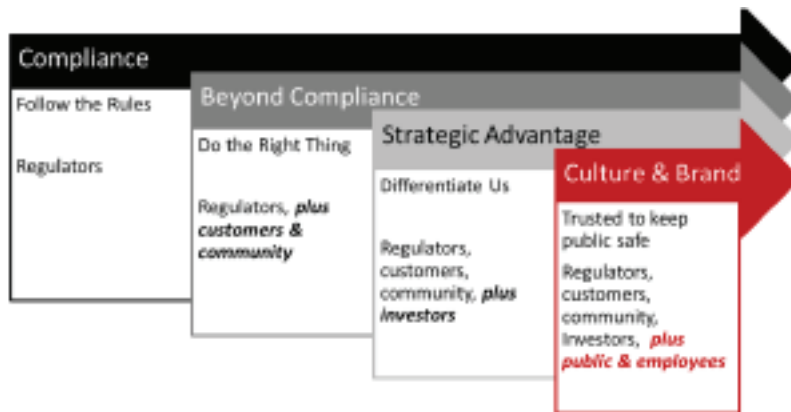 Compliance
Follow the Rules
Regulators
Beyond Compliance
Do the Right Thing
Regulators, plus
customers &
community
Strategic Advantage
Differentiate Us
Regulators,
customers,
community, plus
investors
Culture & Brand
Trusted to keep
public safe
Regulators,
customers,
community,
Investors, plus
public & employees